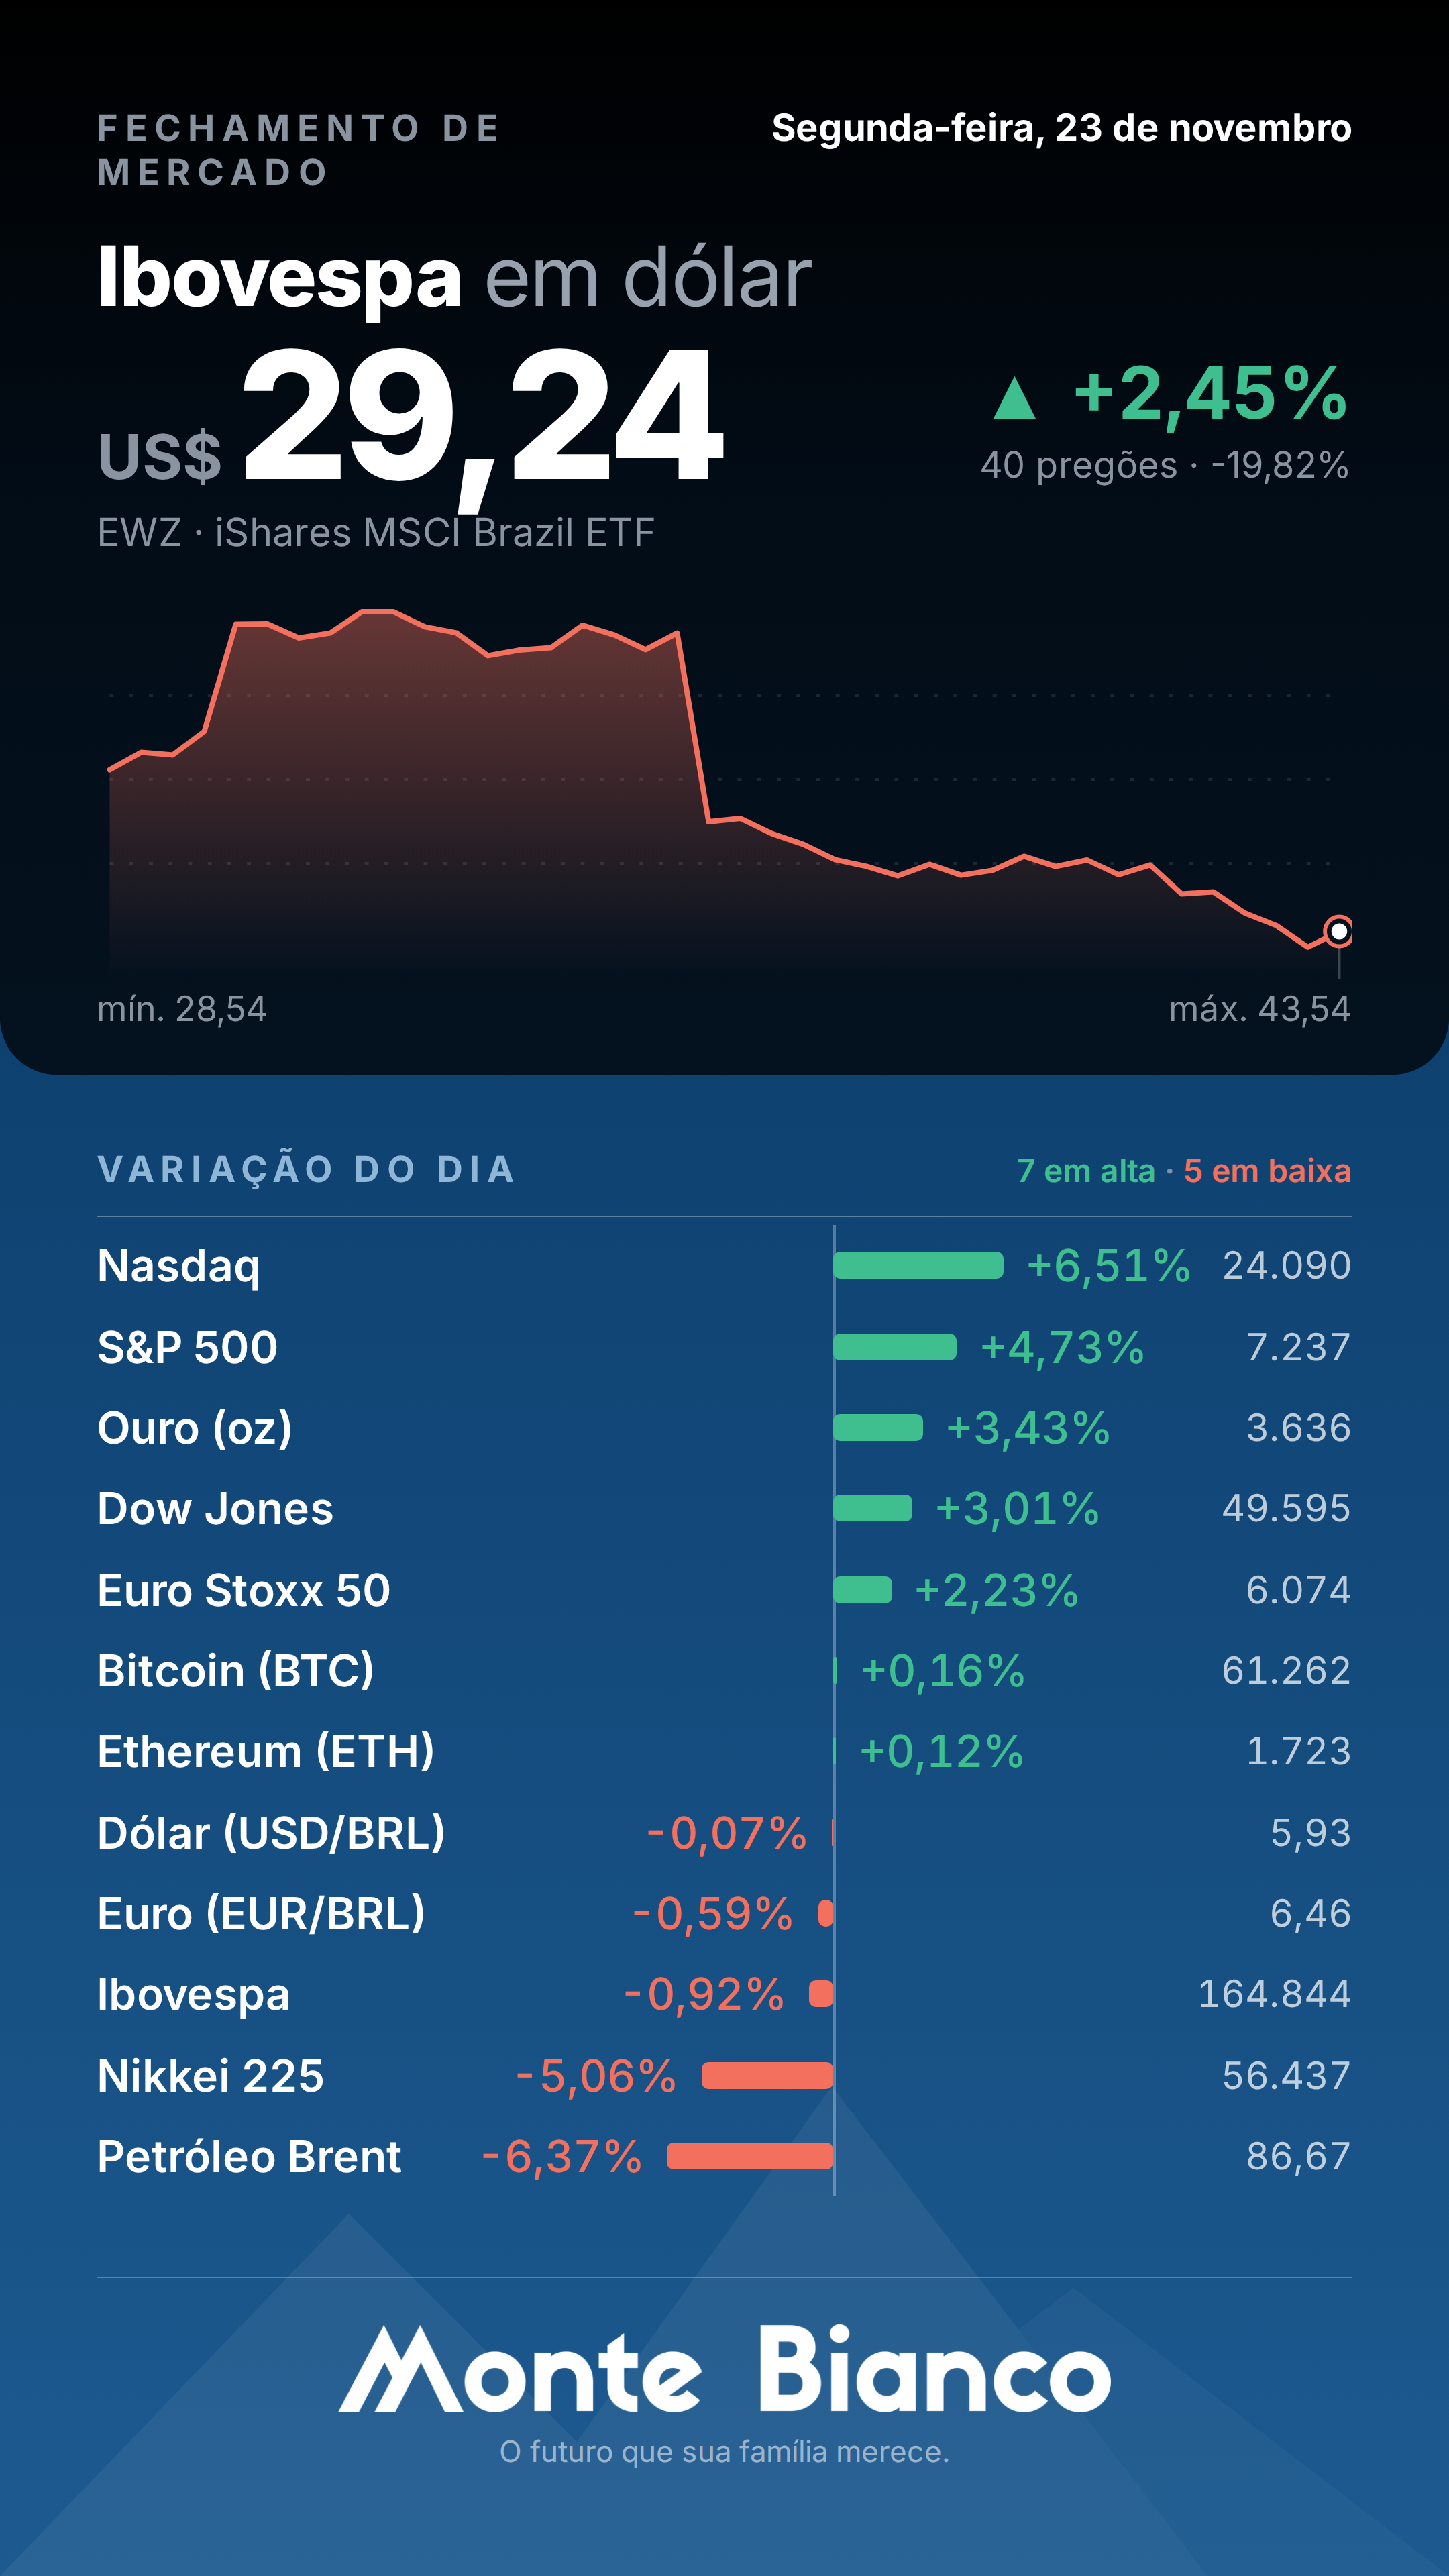 FECHAMENTO DE
MERCADO
Segunda-feira, 23 de novembro
Ibovespa em dólar
US$ 29,24
▲ +2,45%
40 pregões · -19,82%
EWZ · iShares MSCI Brazil ETF
mín. 28,54
máx. 43,54
VARIAÇÃO DO DIA
7 em alta · 5 em baixa
Nasdaq +6,51% 24.090
S&P 500 +4,73% 7.237
Ouro (oz) +3,43% 3.636
Dow Jones +3,01% 49.595
Euro Stoxx 50 +2,23% 6.074
Bitcoin (BTC) +0,16% 61.262
Ethereum (ETH) +0,12% 1.723
Dólar (USD/BRL) -0,07% 5,93
Euro (EUR/BRL) -0,59% 6,46
Ibovespa -0,92% 164.844
Nikkei 225 -5,06% 56.437
Petróleo Brent -6,37% 86,67
Monte Bianco
O futuro que sua família merece.